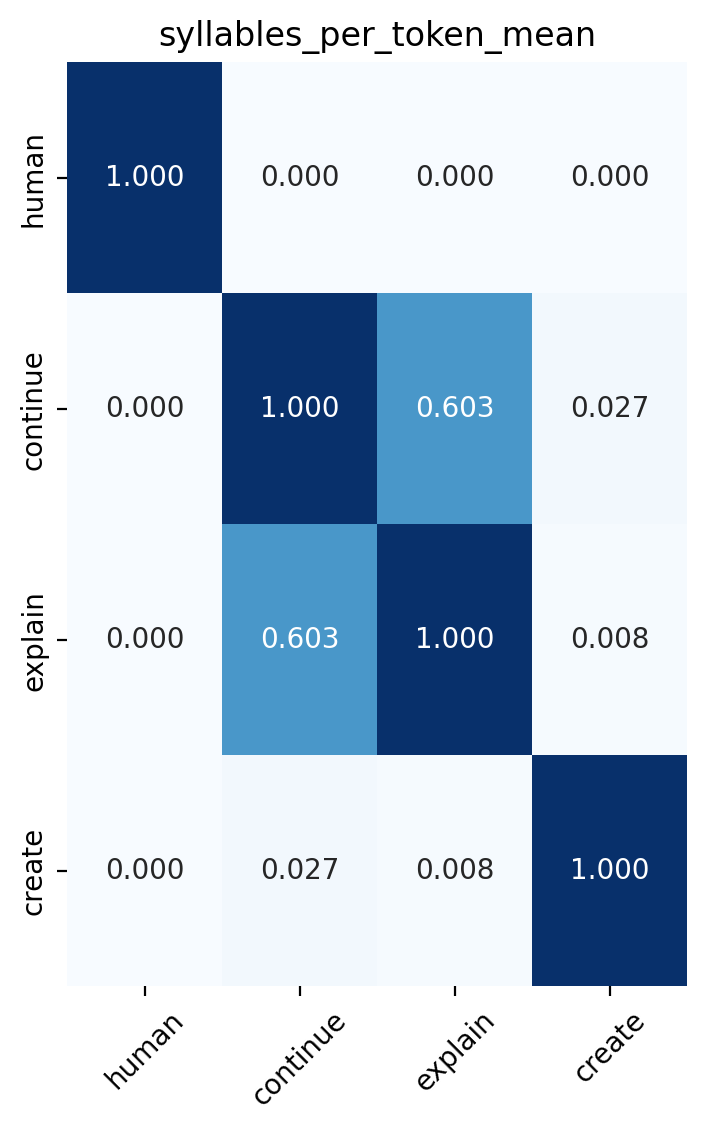 syllables_per_token_mean
human 1.000 0.000 0.000 0.000
continue 0.000 1.000 0.603 0.027
explain 0.000 0.603 1.000 0.008
create 0.000 0.027 0.008 1.000
human continue explain create